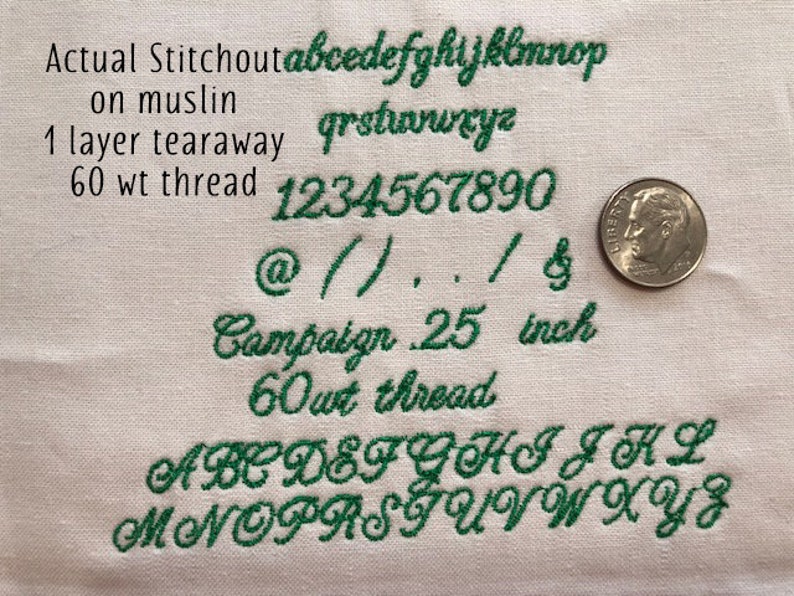 Actual Stitchout
on muslin
1 layer tearaway
60 wt thread
abcedefghijklmnop
qrstuvwxyz
1234567890
@ ( ) , . / &
Campaign .25 inch
60wt thread
ABCDEFGHIJKL
MNOPRSTUVWXYZ
LIBERTY